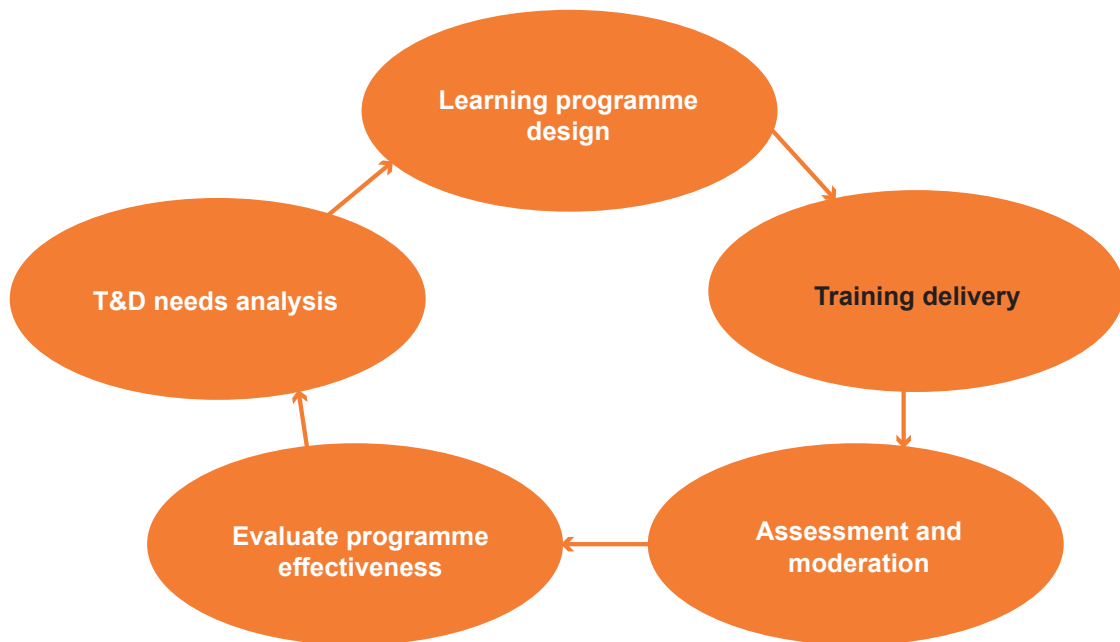 Learning programme
design
T&D needs analysis
Training delivery
Evaluate programme
effectiveness
Assessment and
moderation